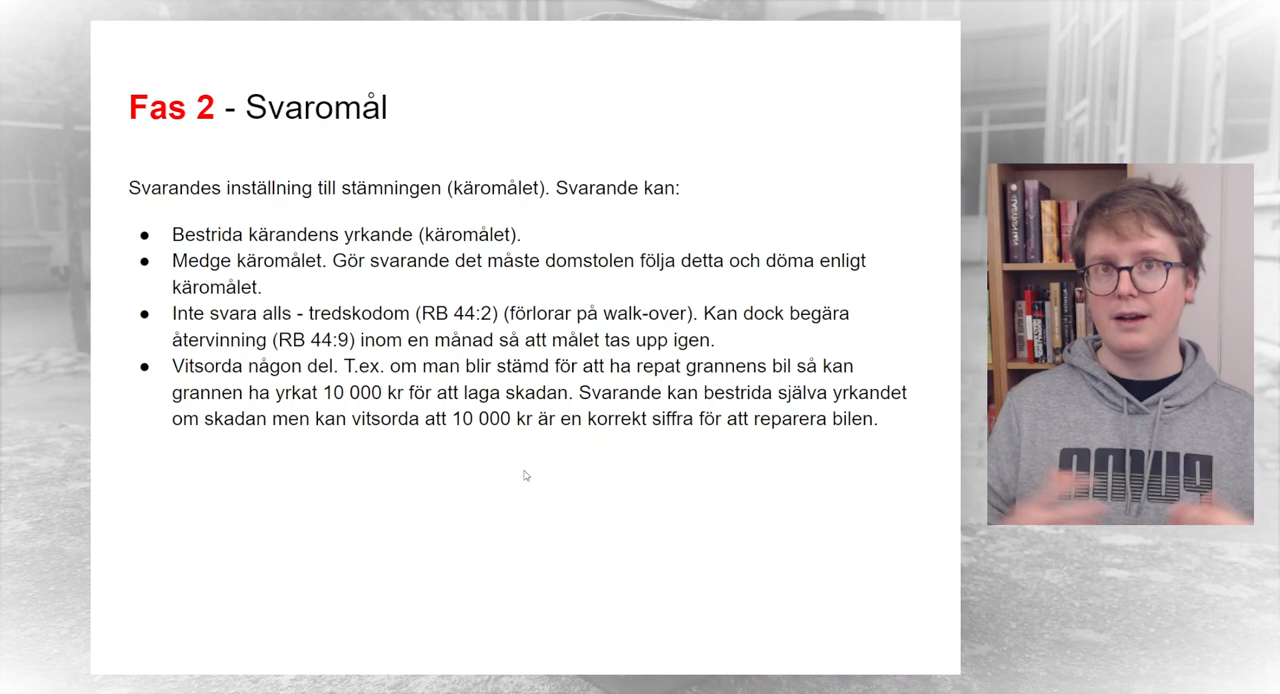 Fas 2 - Svaromål
Svarandes inställning till stämningen (käromålet). Svarande kan:
● Bestrida kärandens yrkande (käromålet).
● Medge käromålet. Gör svarande det måste domstolen följa detta och döma enligt
käromålet.
● Inte svara alls - tredskodom (RB 44:2) (förlorar på walk-over). Kan dock begära
återvinning (RB 44:9) inom en månad så att målet tas upp igen.
● Vitsorda någon del. T.ex. om man blir stämd för att ha repat grannens bil så kan
grannen ha yrkat 10 000 kr för att laga skadan. Svarande kan bestrida själva yrkandet
om skadan men kan vitsorda att 10 000 kr är en korrekt siffra för att reparera bilen.